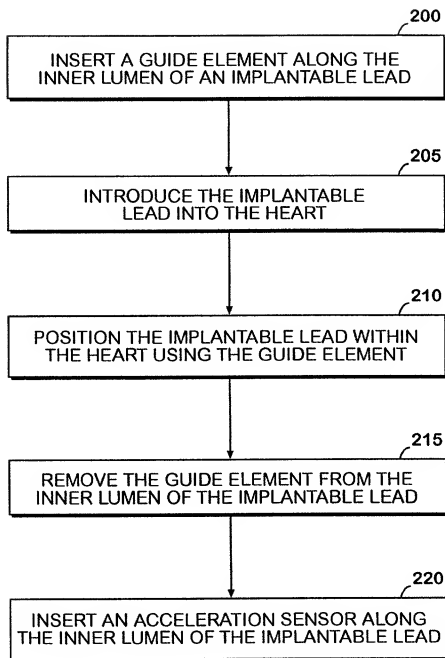 200
INSERT A GUIDE ELEMENT ALONG THE
INNER LUMEN OF AN IMPLANTABLE LEAD
205
INTRODUCE THE IMPLANTABLE
LEAD INTO THE HEART
210
POSITION THE IMPLANTABLE LEAD WITHIN
THE HEART USING THE GUIDE ELEMENT
215
REMOVE THE GUIDE ELEMENT FROM THE
INNER LUMEN OF THE IMPLANTABLE LEAD
220
INSERT AN ACCELERATION SENSOR ALONG
THE INNER LUMEN OF THE IMPLANTABLE LEAD